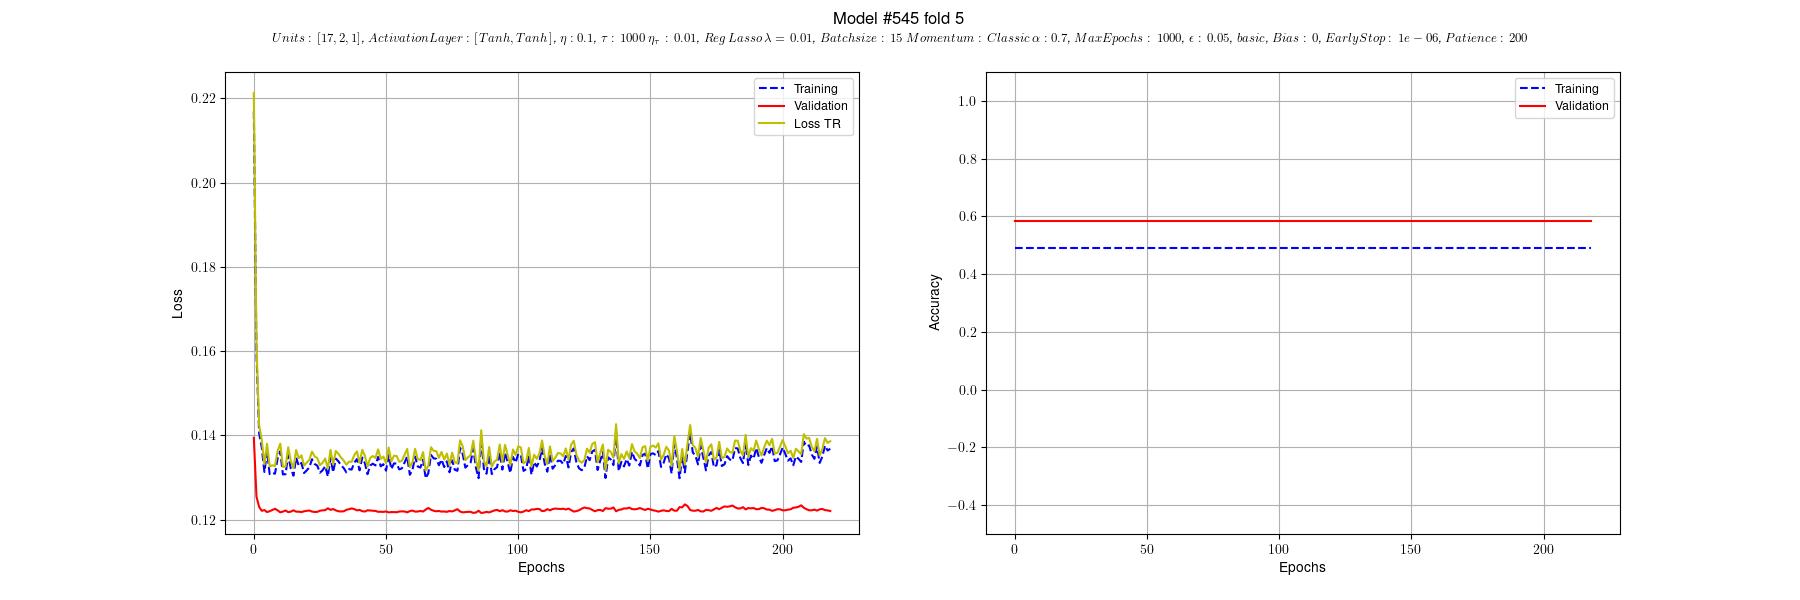 Model #545 fold 5
Units : [17, 2, 1], ActivationLayer : [Tanh, Tanh], η : 0.1, τ : 1000 ητ : 0.01, Reg Lasso λ = 0.01, Batchsize : 15 Momentum : Classic α : 0.7, MaxEpochs : 1000, ϵ : 0.05, basic, Bias : 0, EarlyStop : 1e − 06, Patience : 200
Loss
0.22
0.20
0.18
0.16
0.14
0.12
Training
Validation
Loss TR
0 50 100 150 200
Epochs
Accuracy
1.0
0.8
0.6
0.4
0.2
0.0
−0.2
−0.4
Training
Validation
0 50 100 150 200
Epochs